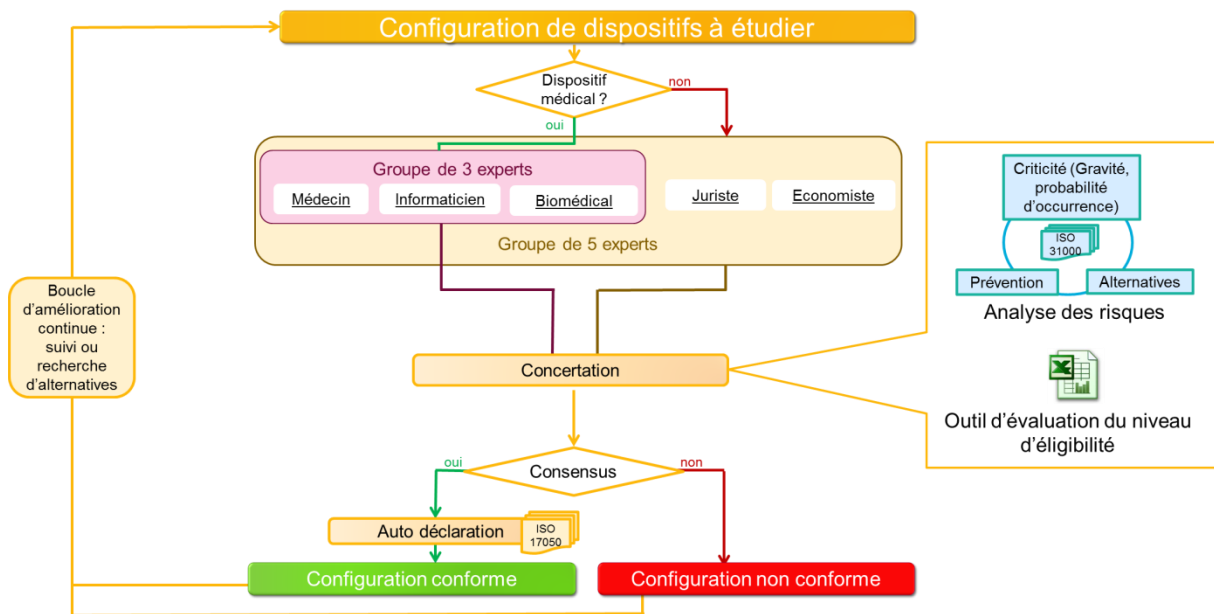 Configuration de dispositifs à étudier
Dispositif
médical ?
non
oui
Groupe de 3 experts
Médecin
Informaticien
Biomédical
Juriste
Economiste
Groupe de 5 experts
Criticité (Gravité,
probabilité
d'occurrence)
ISO
31000
Prévention
Alternatives
Analyse des risques
Boucle
d'amélioration
continue :
suivi ou
recherche
d'alternatives
Concertation
Outil d'évaluation du niveau
d'éligibilité
oui
Consensus
non
Auto déclaration
ISO
17050
Configuration conforme
Configuration non conforme